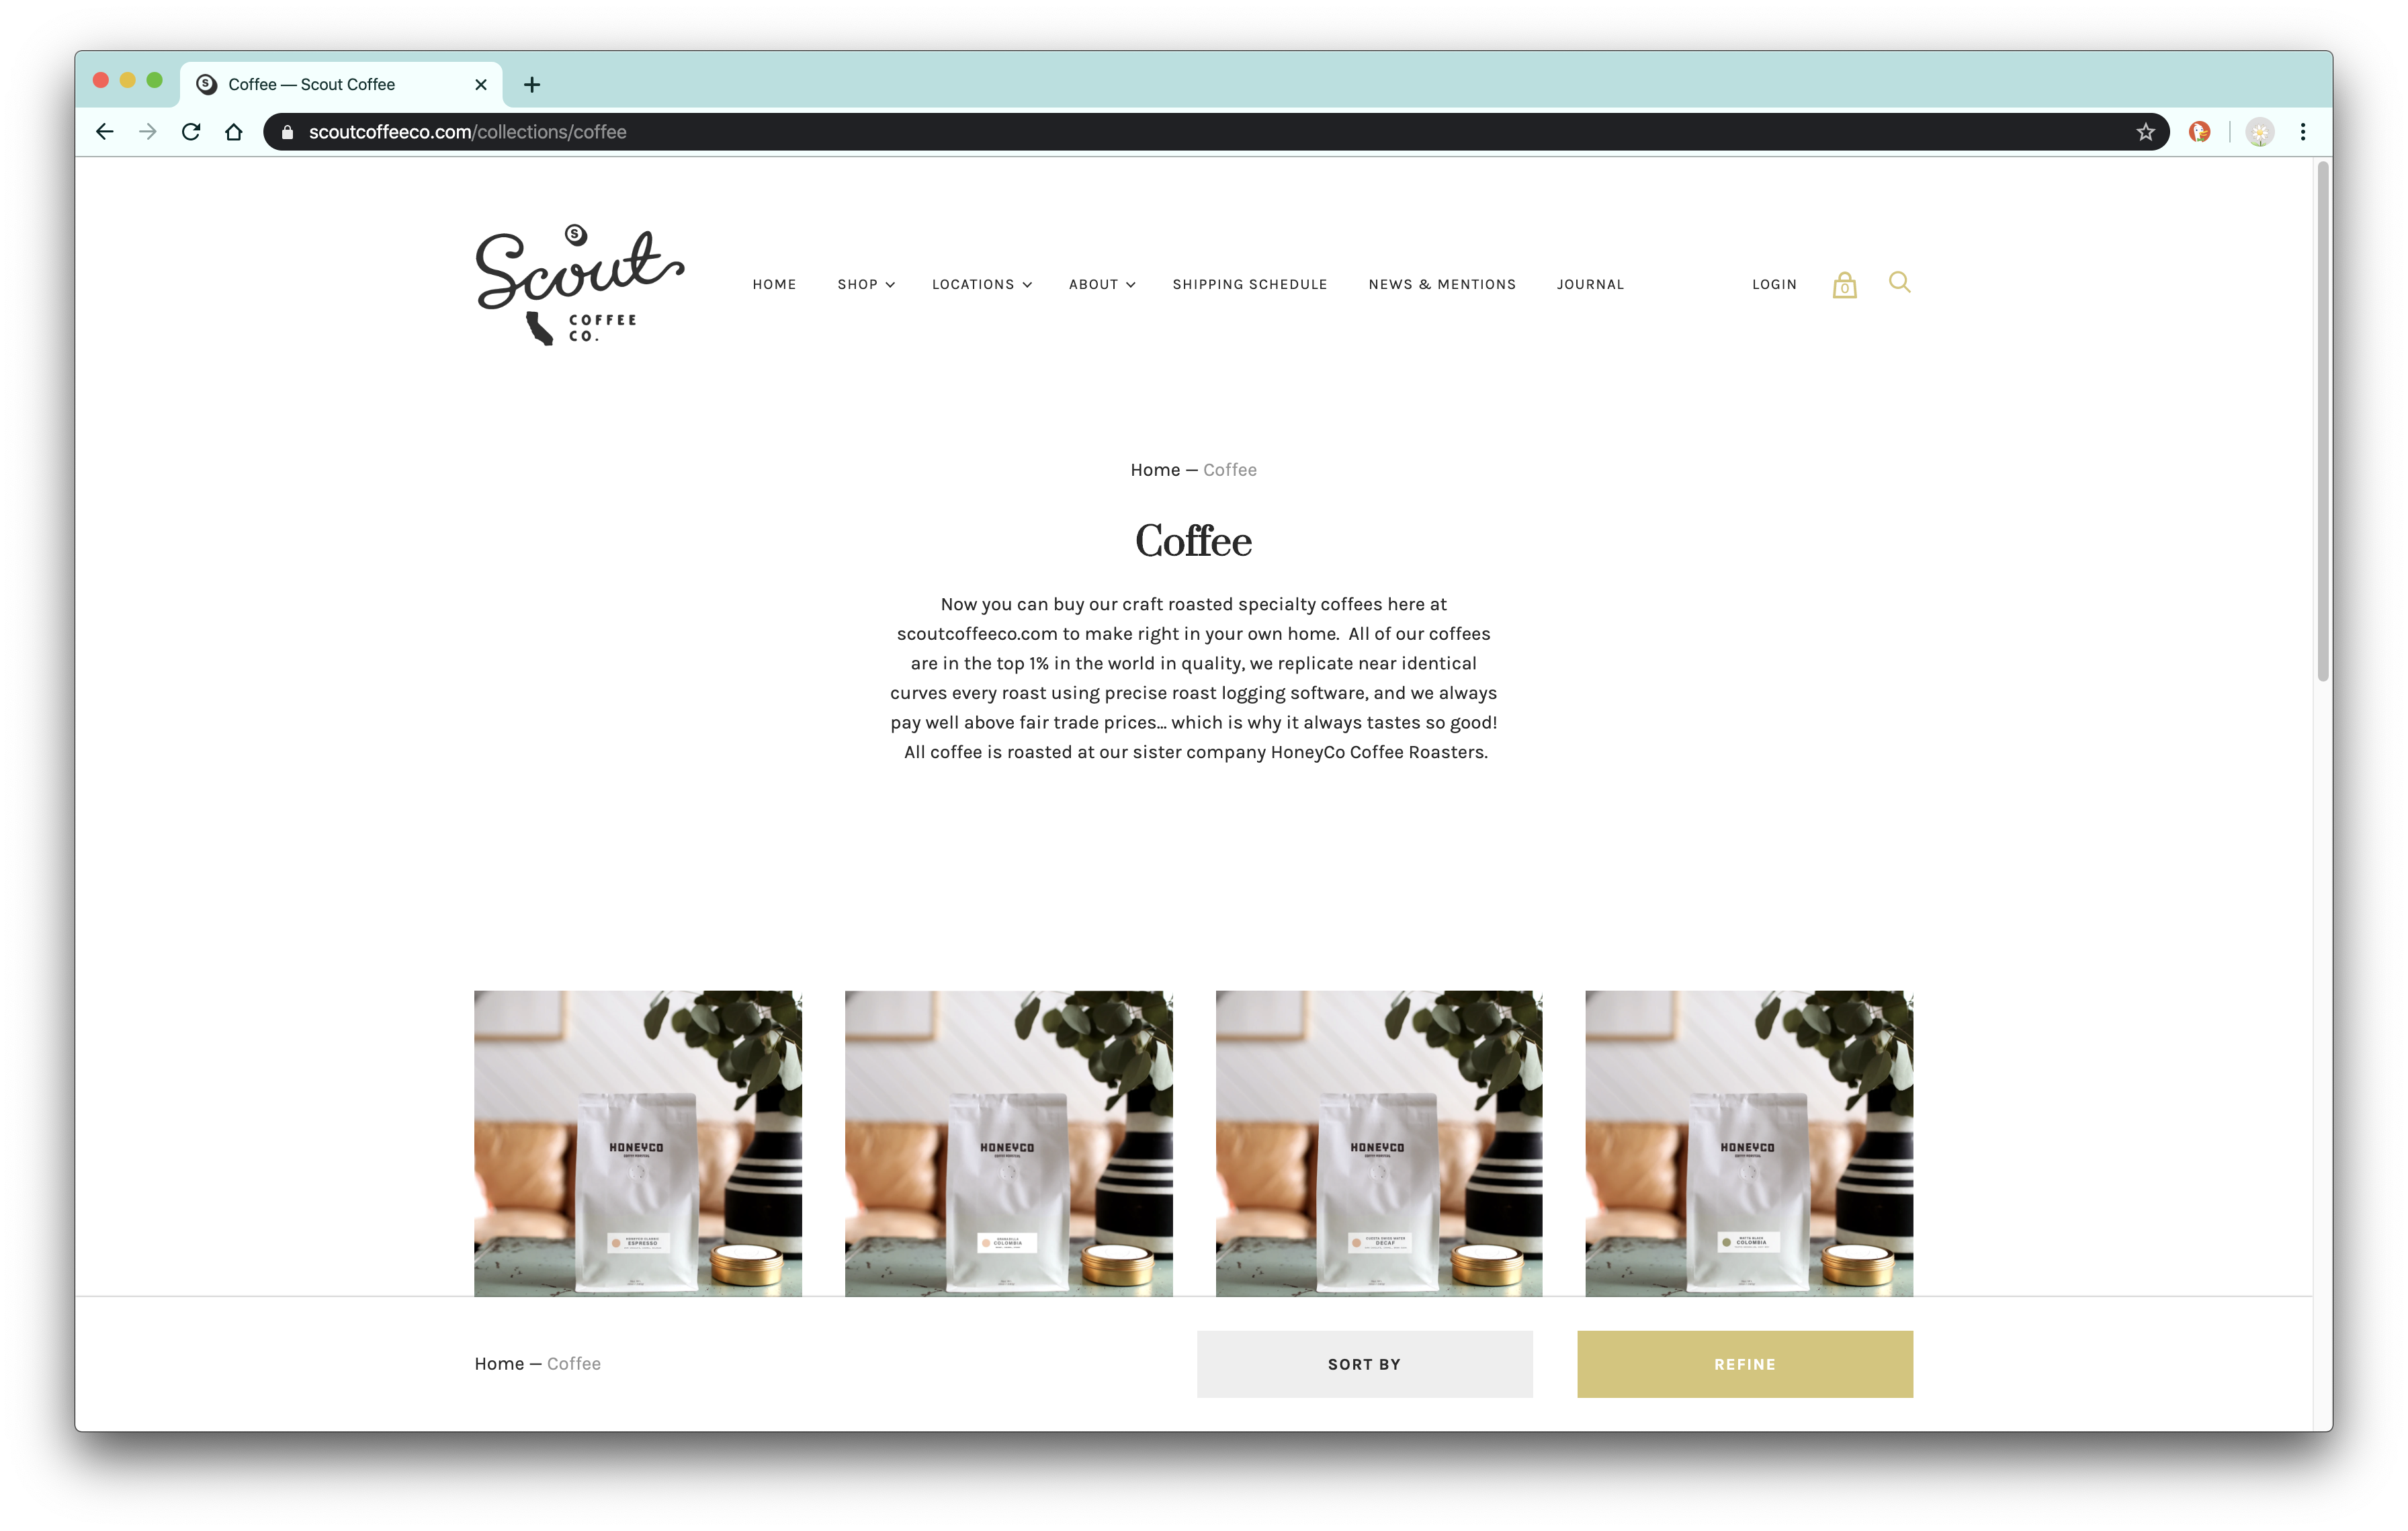 Coffee — Scout Coffee
scoutcoffeeco.com/collections/coffee
S
Scout
COFFEE
CO.
HOME
SHOP
LOCATIONS
ABOUT
SHIPPING SCHEDULE
NEWS & MENTIONS
JOURNAL
LOGIN
0
Home — Coffee
Coffee
Now you can buy our craft roasted specialty coffees here at
scoutcoffeeco.com to make right in your own home. All of our coffees
are in the top 1% in the world in quality, we replicate near identical
curves every roast using precise roast logging software, and we always
pay well above fair trade prices... which is why it always tastes so good!
All coffee is roasted at our sister company HoneyCo Coffee Roasters.
HONEYCO
ESPRESSO
HONEYCO
COLOMBIA
HONEYCO
DECAF
HONEYCO
MATTE BLACK
COLOMBIA
Home — Coffee
SORT BY
REFINE